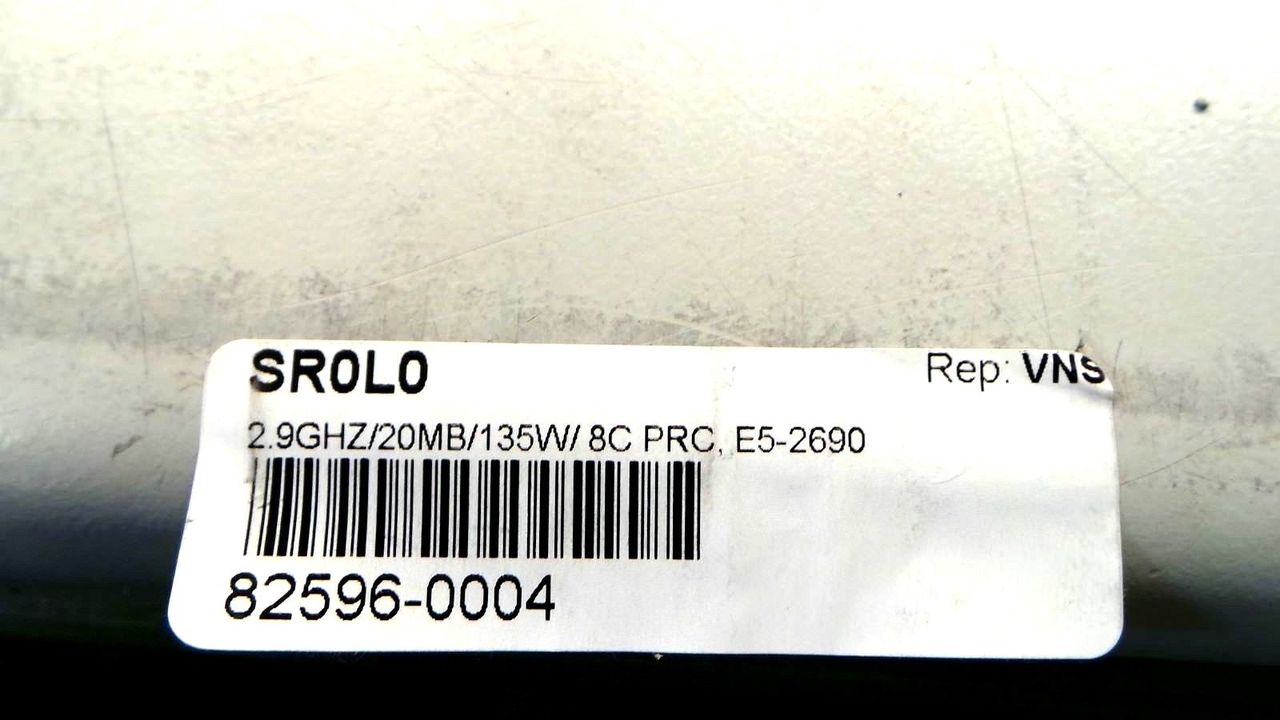 SR0L0
Rep: VNS
2.9GHZ/20MB/135W/ 8C PRC, E5-2690
82596-0004